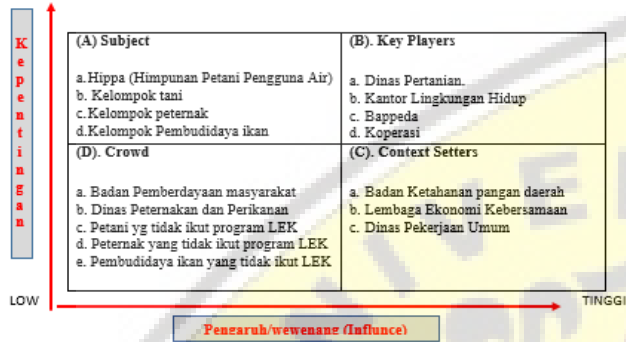 Kepentingan
(A) Subject
a.Hippa (Himpunan Petani Pengguna Air)
b. Kelompok tani
c.Kelompok peternak
d.Kelompok Pembudidaya ikan
(B). Key Players
a. Dinas Pertanian.
b. Kantor Lingkungan Hidup
c. Bappeda
d. Koperasi
(D). Crowd
a. Badan Pemberdayaan masyarakat
b. Dinas Peternakan dan Perikanan
c. Petani yg tidak ikut program LEK
d. Peternak yang tidak ikut program LEK
e. Pembudidaya ikan yang tidak ikut LEK
(C). Context Setters
a. Badan Ketahanan pangan daerah
b. Lembaga Ekonomi Kebersamaan
c. Dinas Pekerjaan Umum
LOW
TINGGI
Pengaruh/wewenang (Influnce)